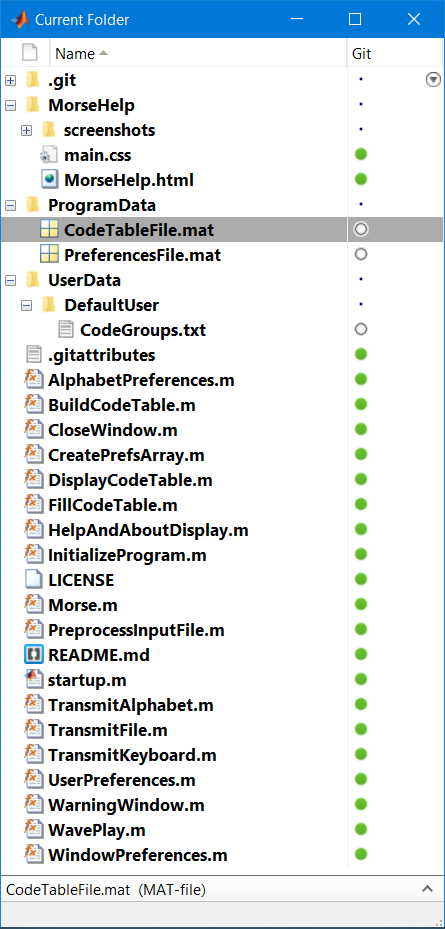 Current Folder
Name Git
.git
MorseHelp
screenshots
main.css
MorseHelp.html
ProgramData
CodeTableFile.mat
PreferencesFile.mat
UserData
DefaultUser
CodeGroups.txt
.gitattributes
AlphabetPreferences.m
BuildCodeTable.m
CloseWindow.m
CreatePrefsArray.m
DisplayCodeTable.m
FillCodeTable.m
HelpAndAboutDisplay.m
InitializeProgram.m
LICENSE
Morse.m
PreprocessInputFile.m
README.md
startup.m
TransmitAlphabet.m
TransmitFile.m
TransmitKeyboard.m
UserPreferences.m
WarningWindow.m
WavePlay.m
WindowPreferences.m
CodeTableFile.mat (MAT-file)